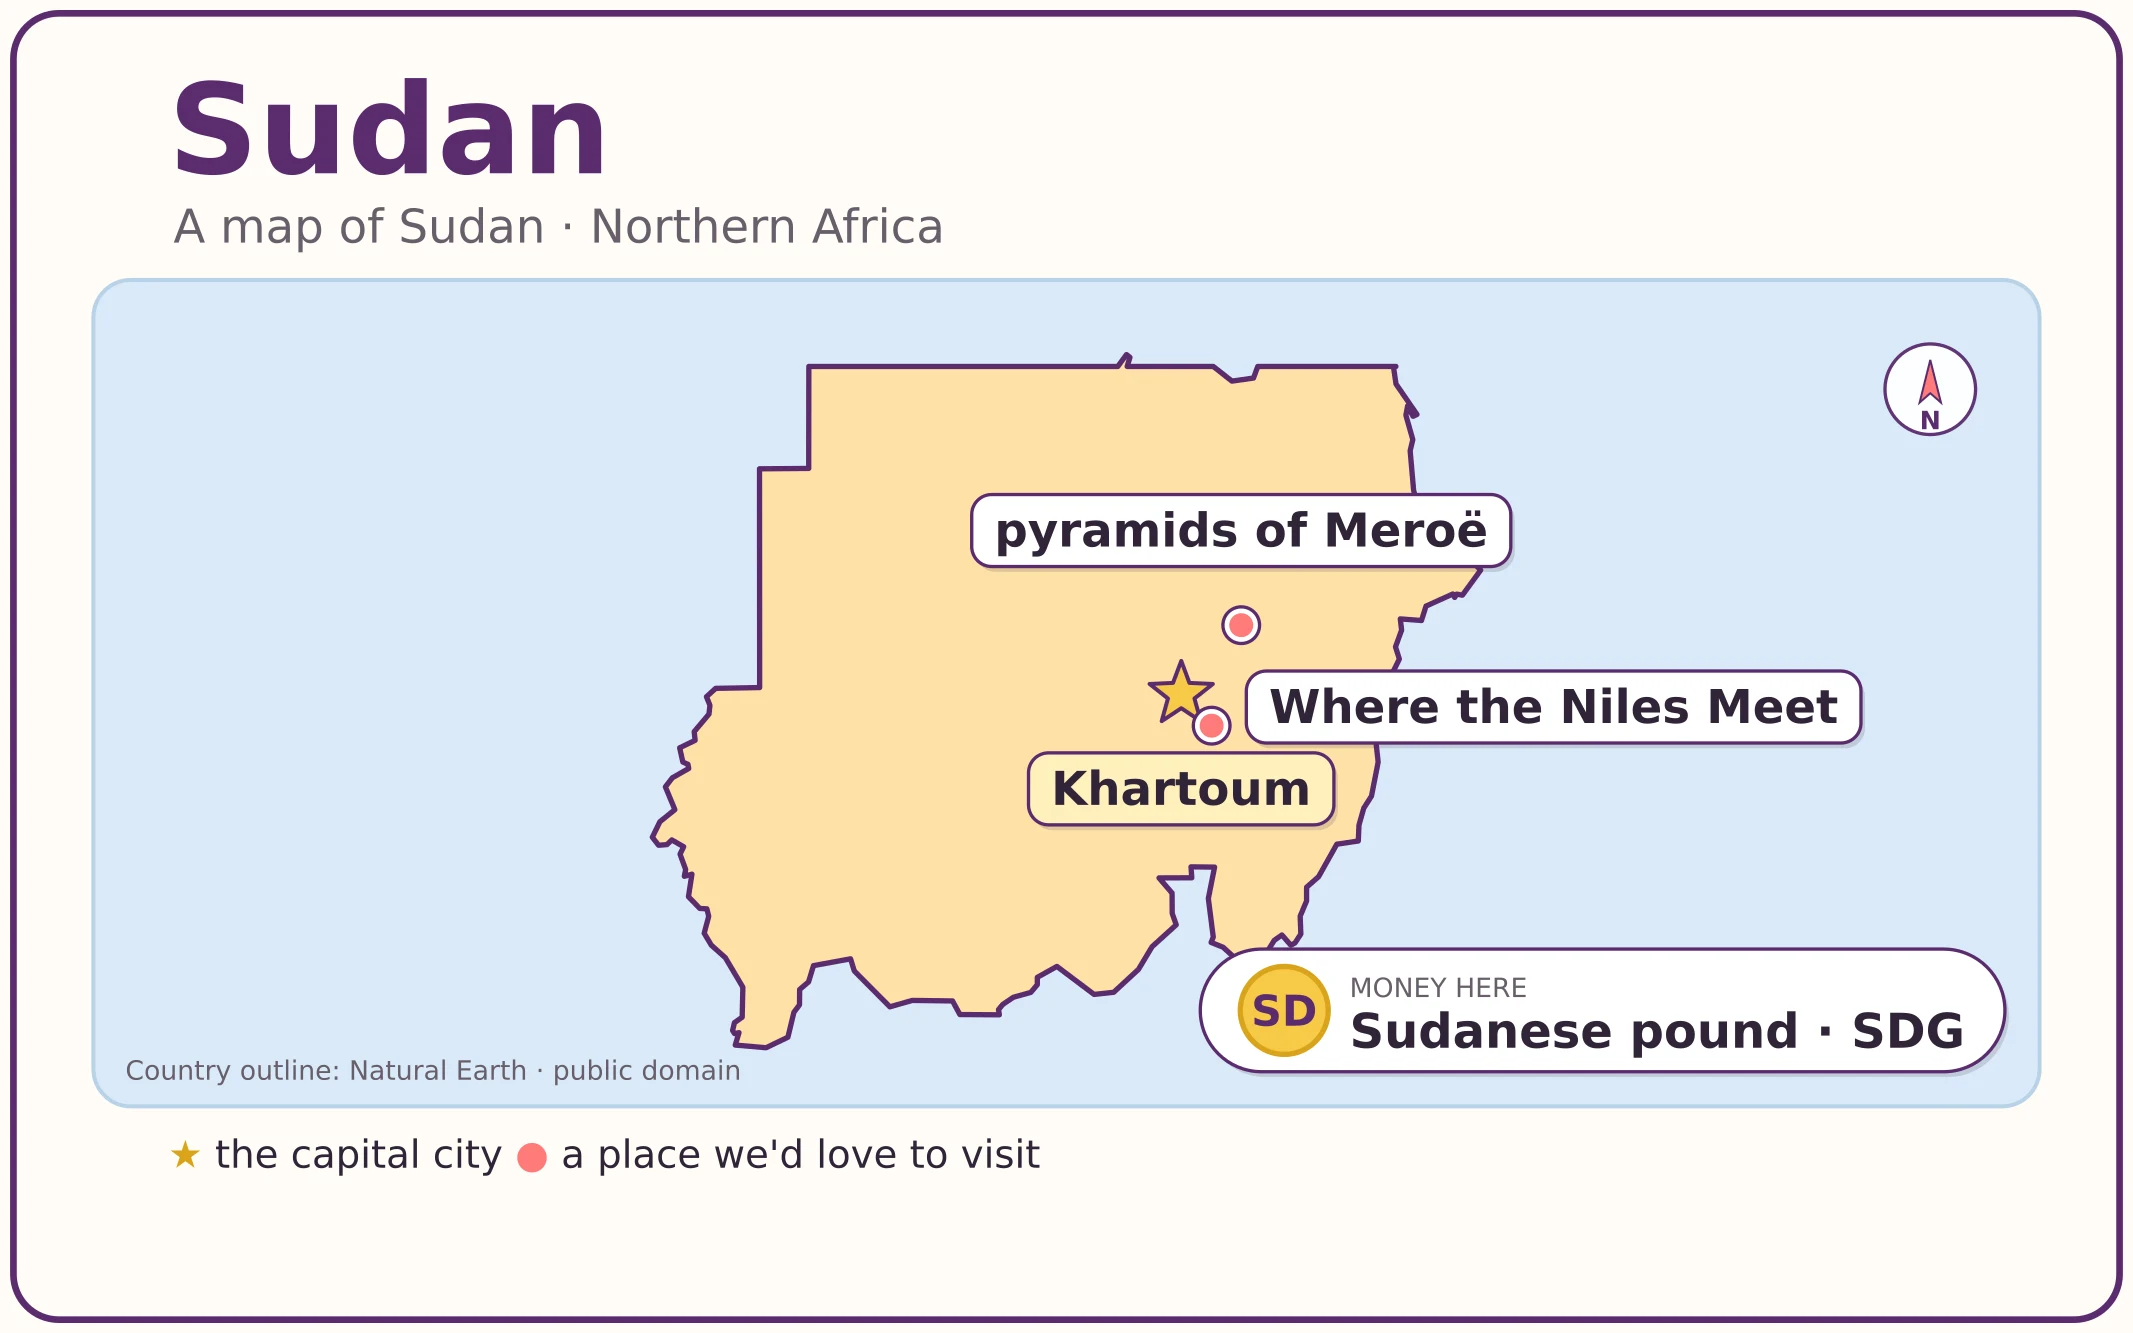 Sudan
A map of Sudan · Northern Africa
N
pyramids of Meroë
Where the Niles Meet
Khartoum
SD
MONEY HERE
Sudanese pound · SDG
Country outline: Natural Earth · public domain
★ the capital city ● a place we'd love to visit